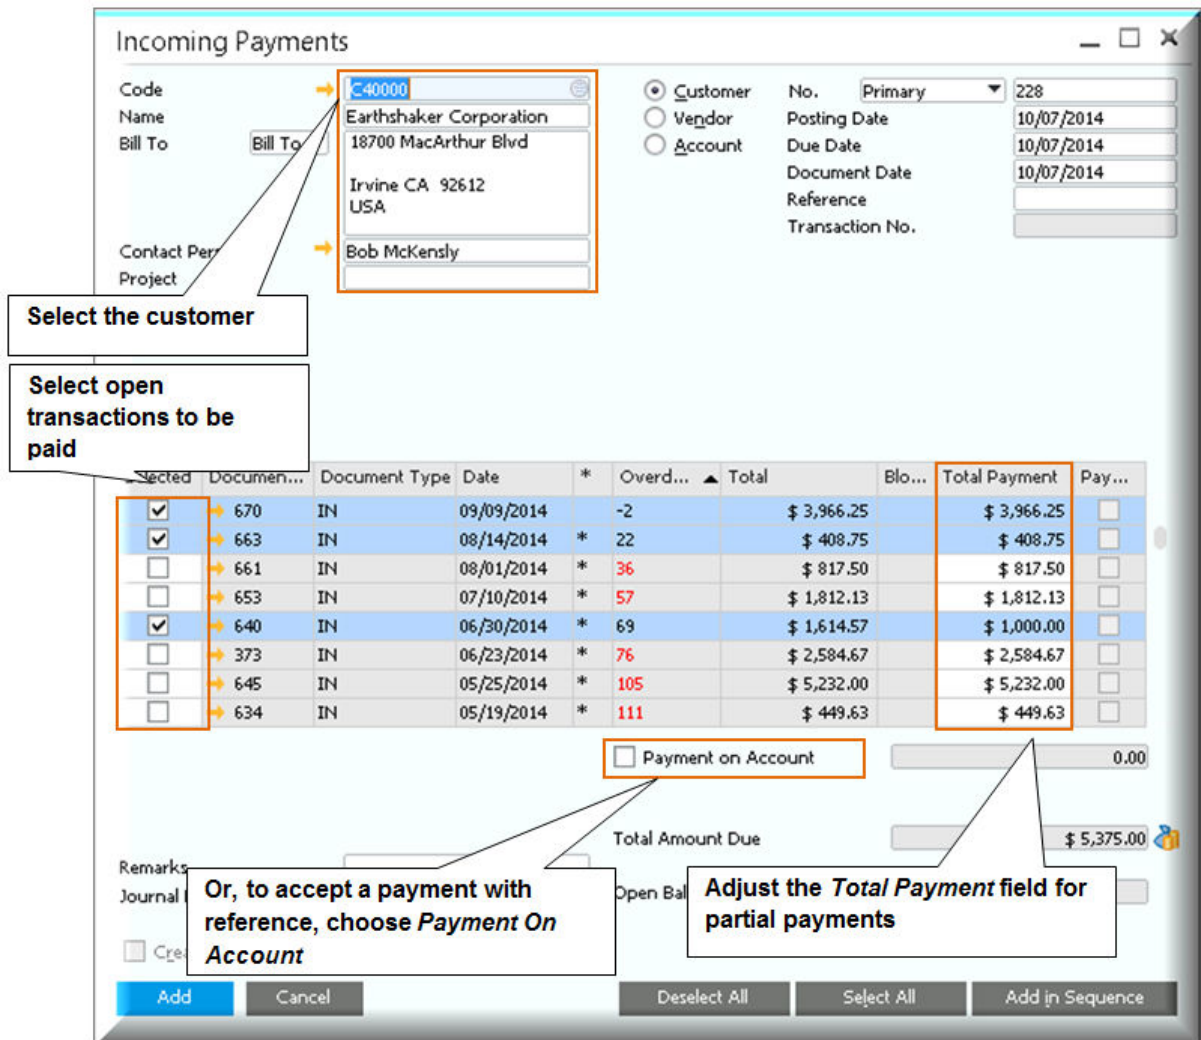 Incoming Payments
Code C40000 Customer No. Primary 228
Name Earthshaker Corporation Vendor Posting Date 10/07/2014
Bill To Bill To 18700 MacArthur Blvd Account Due Date 10/07/2014
Document Date 10/07/2014
Irvine CA 92612
Reference
USA
Transaction No.
Contact Per Bob McKensly
Project
Select the customer
Select open
transactions to be
paid
lected Documen... Document Type Date * Overd... Total Blo... Total Payment Pay...
670 IN 09/09/2014 -2 $ 3,966.25 $ 3,966.25
663 IN 08/14/2014 * 22 $ 408.75 $ 408.75
661 IN 08/01/2014 * 36 $ 817.50 $ 817.50
653 IN 07/10/2014 * 57 $ 1,812.13 $ 1,812.13
640 IN 06/30/2014 * 69 $ 1,614.57 $ 1,000.00
373 IN 06/23/2014 * 76 $ 2,584.67 $ 2,584.67
645 IN 05/25/2014 * 105 $ 5,232.00 $ 5,232.00
634 IN 05/19/2014 * 111 $ 449.63 $ 449.63
Payment on Account 0.00
Total Amount Due $ 5,375.00
Remarks
Journal
Open Bal
Or, to accept a payment with
reference, choose Payment On
Account
Adjust the Total Payment field for
partial payments
Crea
Add Cancel Deselect All Select All Add in Sequence